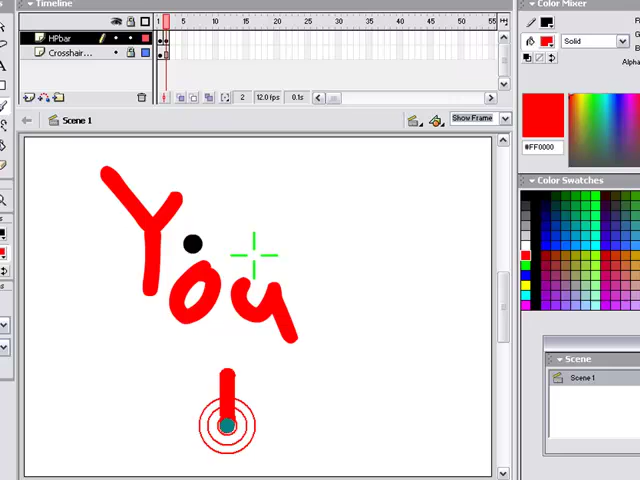 Timeline
Color Mixer
1 5 10 15 20 25 30 35 40 45 50 55
HPbar
Crosshair...
Solid
Alpha
2 12.0 fps 0.1s
#FF0000
Scene 1
Show Frame
Color Swatches
You
Scene
Scene 1